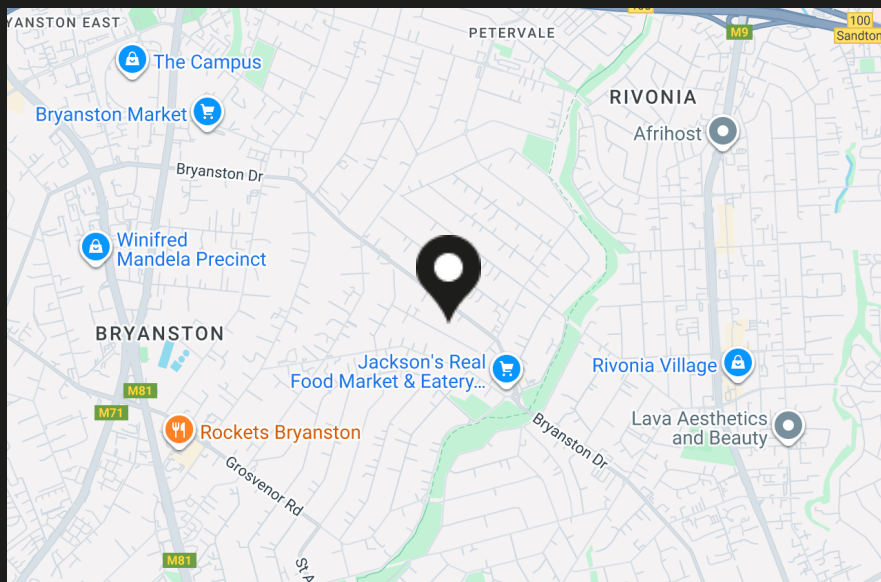 YANSTON EAST
PETERVALE
100
M9
Sandton
The Campus
RIVONIA
Bryanston Market
Afrihost
Bryanston Dr
Winifred
Mandela Precinct
BRYANSTON
Jackson's Real
Food Market & Eatery...
Rivonia Village
M81
M71
Lava Aesthetics
and Beauty
Rockets Bryanston
Bryanston Dr
Grosvenor Rd
M81
St A